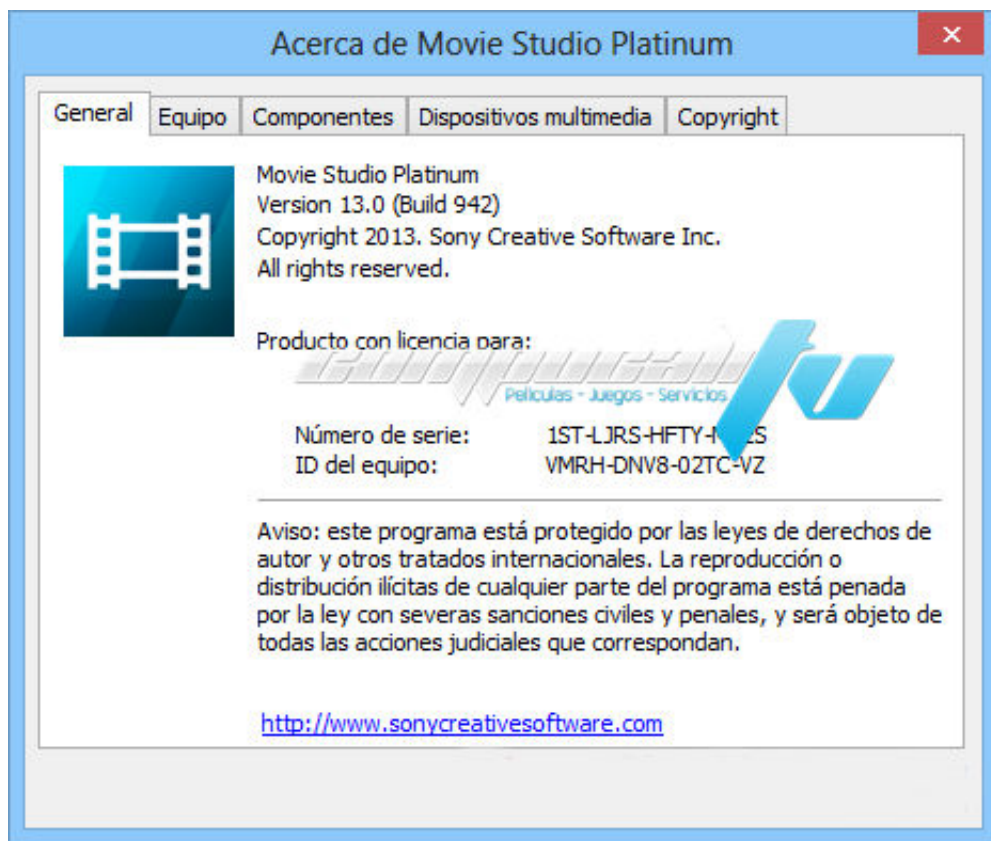 Acerca de Movie Studio Platinum
General Equipo Componentes Dispositivos multimedia Copyright
Movie Studio Platinum
Version 13.0 (Build 942)
Copyright 2013. Sony Creative Software Inc.
All rights reserved.
Producto con licencia para:
compucalitv
Peliculas - Juegos - Servicios
Número de serie:
ID del equipo: VMRH-DNV8-02TC-VZ
Aviso: este programa está protegido por las leyes de derechos de
autor y otros tratados internacionales. La reproducción o
distribución ilícitas de cualquier parte del programa está penada
por la ley con severas sanciones civiles y penales, y será objeto de
todas las acciones judiciales que correspondan.
http://www.sonycreativesoftware.com